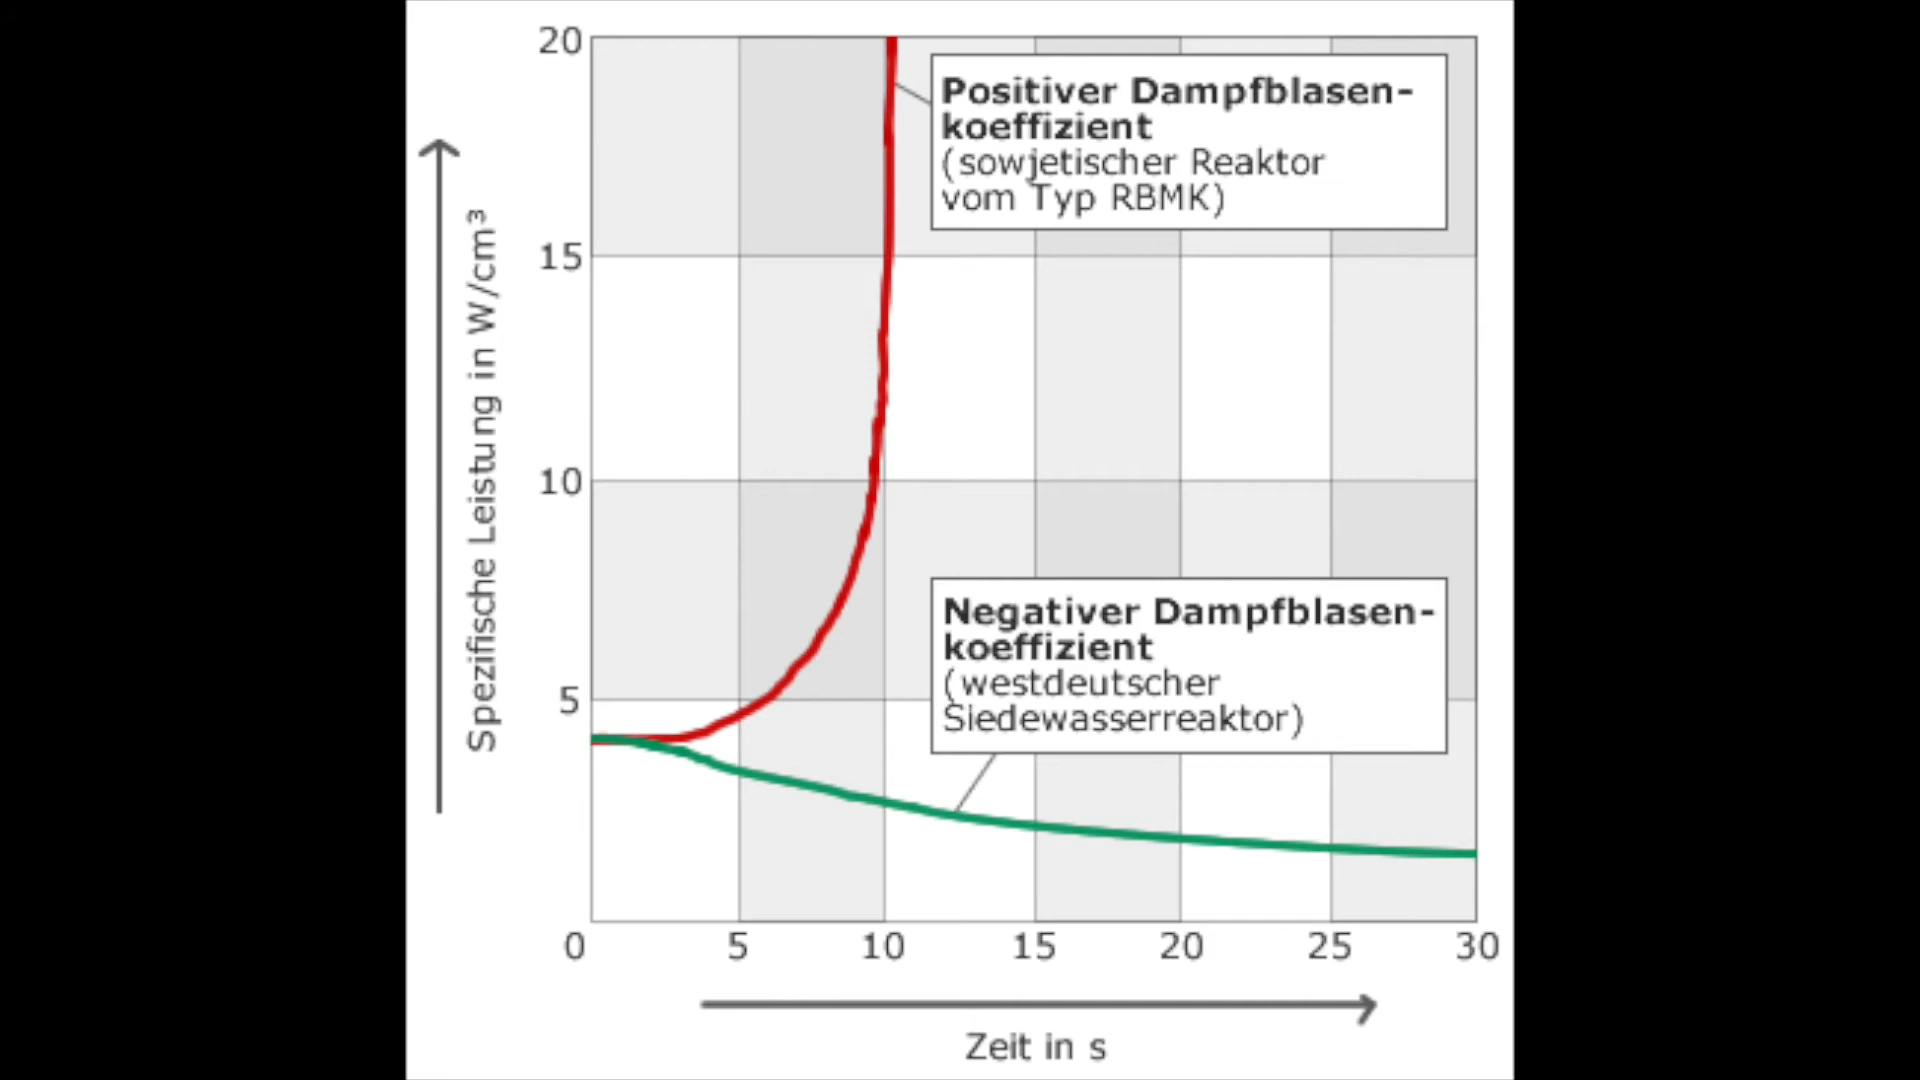 20
Positiver Dampfblasen-
koeffizient
(sowjetischer Reaktor
vom Typ RBMK)
15
Spezifische Leistung in W/cm³
10
Negativer Dampfblasen-
koeffizient
(westdeutscher
Siedewasserreaktor)
5
0 5 10 15 20 25 30
Zeit in s